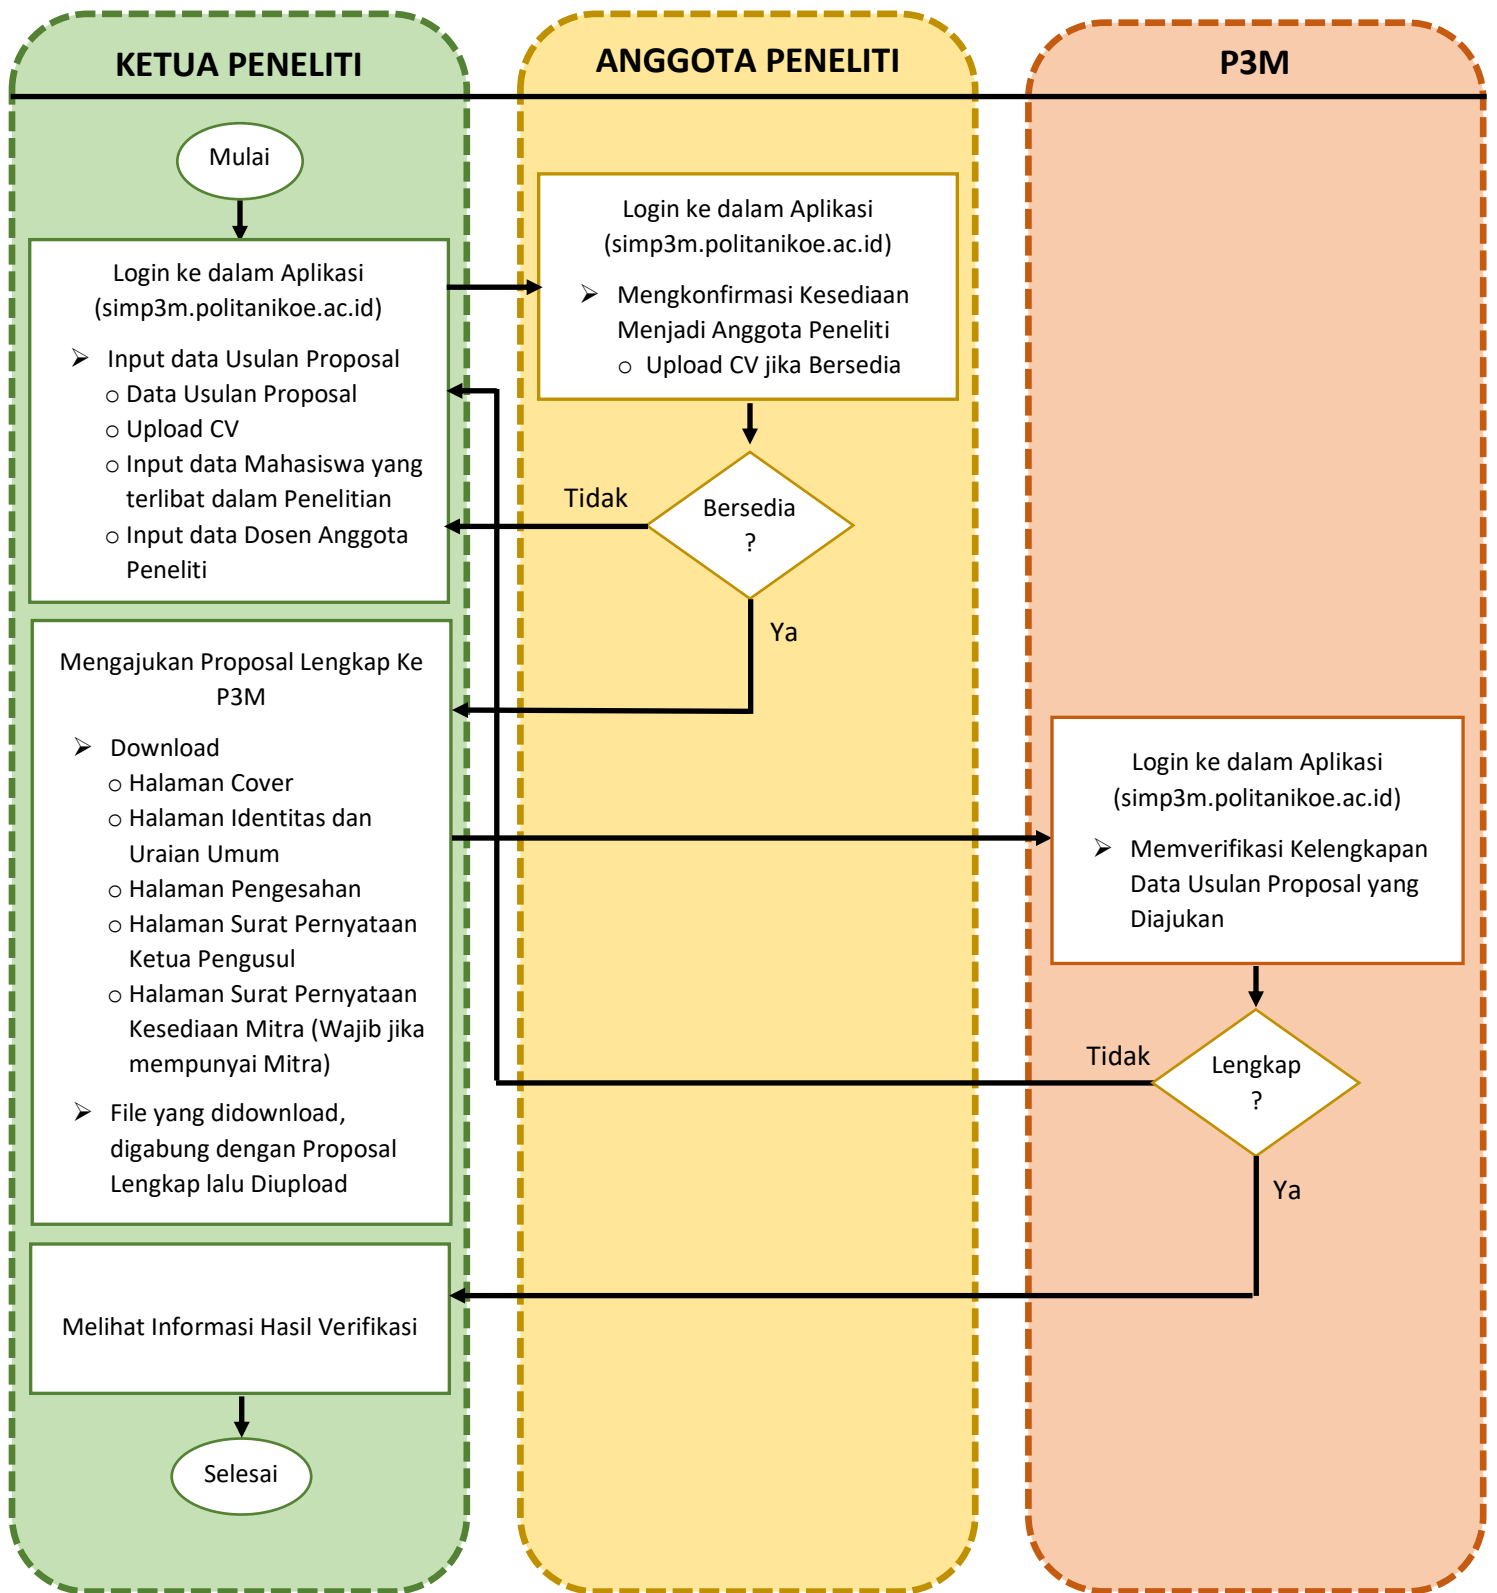 KETUA PENELITI
ANGGOTA PENELITI
P3M
Mulai
Login ke dalam Aplikasi
(simp3m.politanikoe.ac.id)
➢ Input data Usulan Proposal
o Data Usulan Proposal
o Upload CV
o Input data Mahasiswa yang
terlibat dalam Penelitian
o Input data Dosen Anggota
Peneliti
Login ke dalam Aplikasi
(simp3m.politanikoe.ac.id)
➢ Mengkonfirmasi Kesediaan
Menjadi Anggota Peneliti
o Upload CV jika Bersedia
Bersedia
?
Tidak
Ya
Mengajukan Proposal Lengkap Ke
P3M
➢ Download
o Halaman Cover
o Halaman Identitas dan
Uraian Umum
o Halaman Pengesahan
o Halaman Surat Pernyataan
Ketua Pengusul
o Halaman Surat Pernyataan
Kesediaan Mitra (Wajib jika
mempunyai Mitra)
➢ File yang didownload,
digabung dengan Proposal
Lengkap lalu Diupload
Login ke dalam Aplikasi
(simp3m.politanikoe.ac.id)
➢ Memverifikasi Kelengkapan
Data Usulan Proposal yang
Diajukan
Lengkap
?
Tidak
Ya
Melihat Informasi Hasil Verifikasi
Selesai